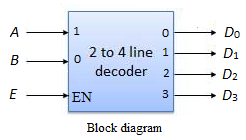 A 1 0 D0
B 0 2 to 4 line 1 D1
decoder 2 D2
E EN 3 D3
Block diagram